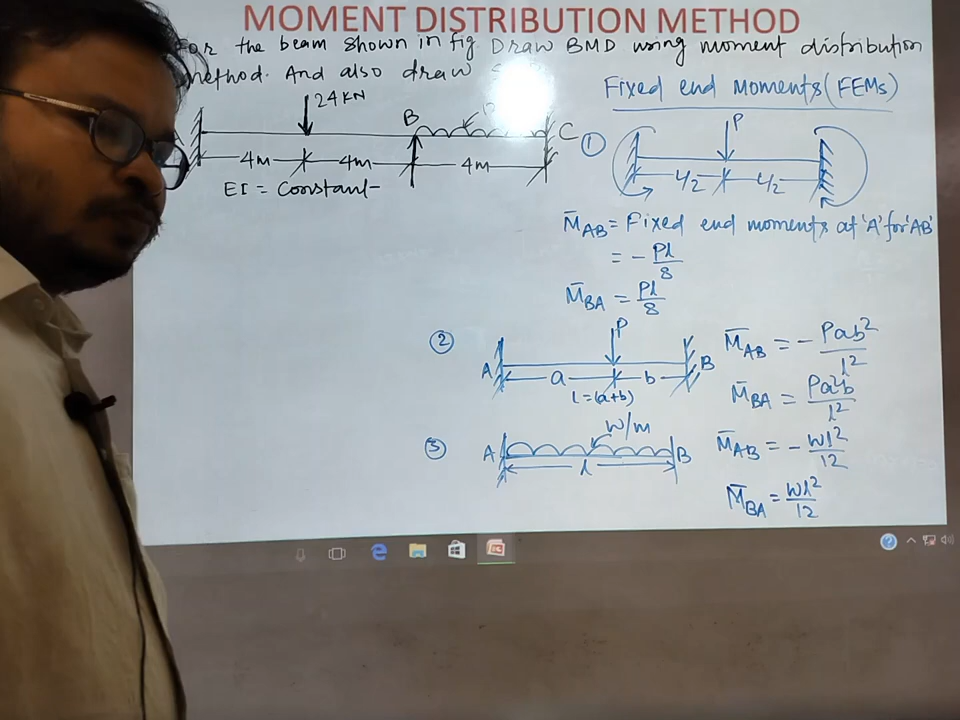 MOMENT DISTRIBUTION METHOD
For the beam shown in fig Draw BMD using moment distribution
method. And also draw
24 KN
B
C
4m
4m
4m
EI = Constant
Fixed end Moments (FEMs)
①
P
l/2
l/2
M̄AB = Fixed end moments at 'A' for 'AB'
= - Pl/8
M̄BA = Pl/8
②
P
A
B
a
b
l=(a+b)
M̄AB = - Pab²/l²
M̄BA = Pa²b/l²
③
W/m
A
B
l
M̄AB = - Wl²/12
M̄BA = Wl²/12